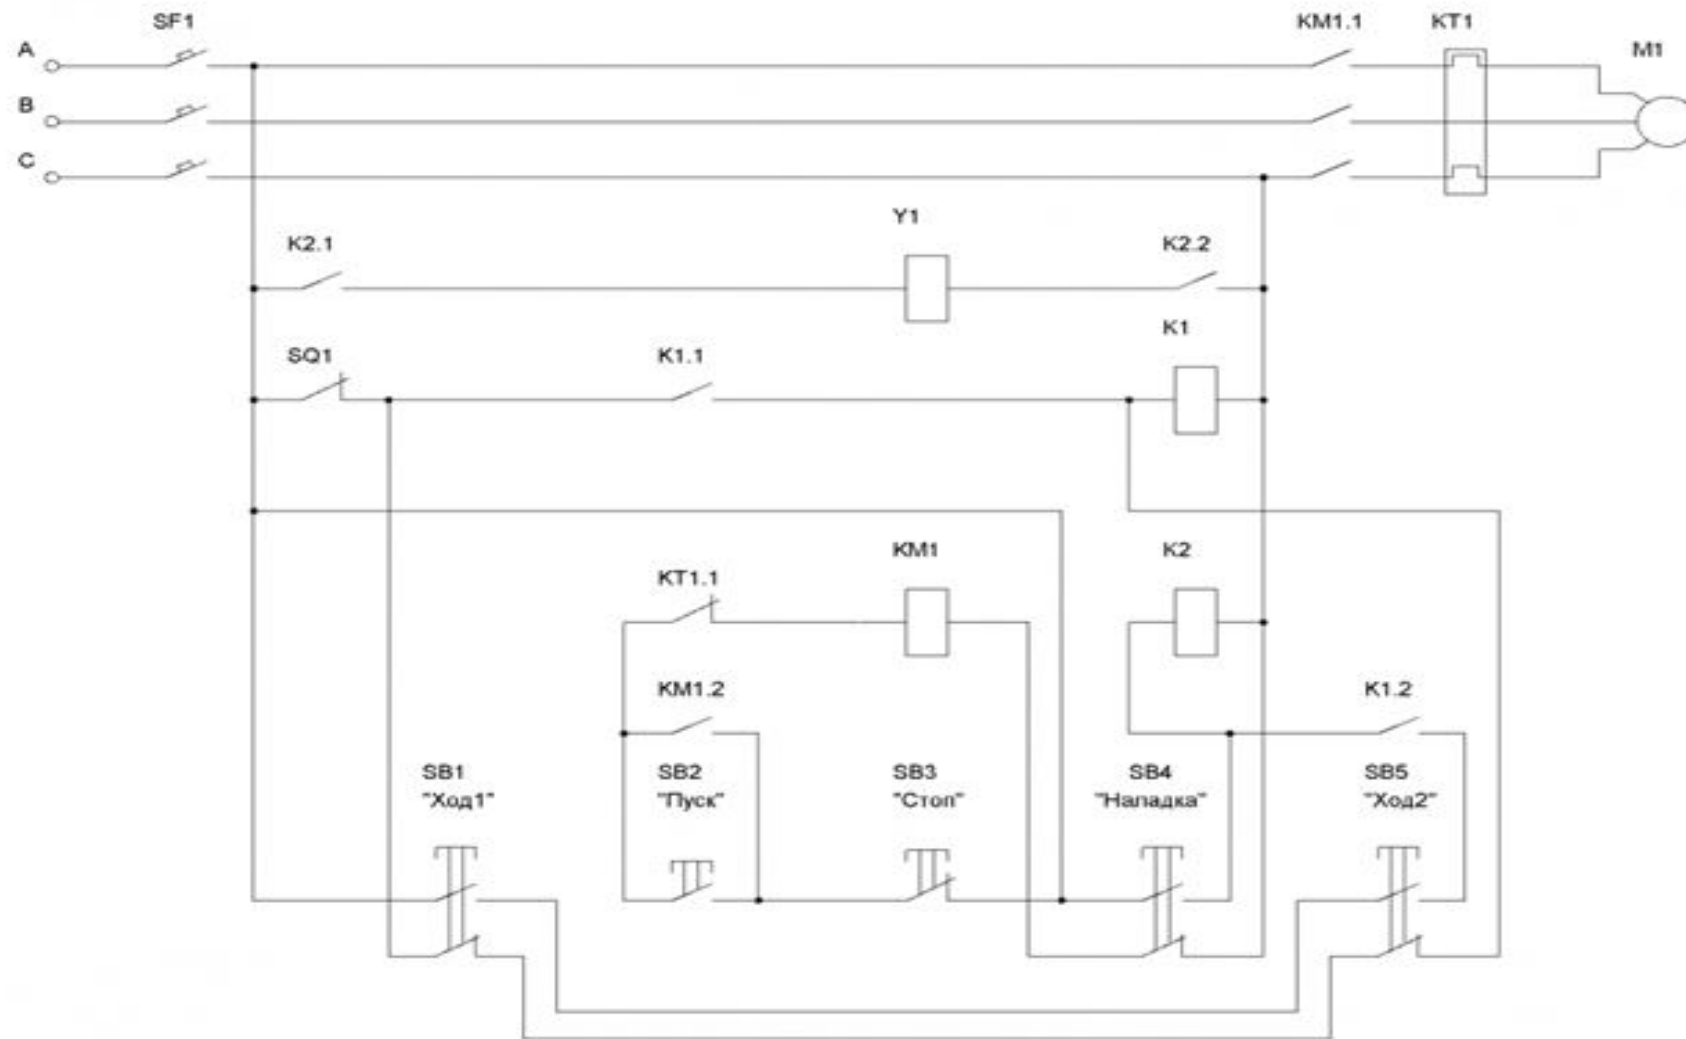 SF1
KM1.1
KT1
M1
A
B
C
Y1
K2.1
K2.2
K1
SQ1
K1.1
KM1
K2
KT1.1
KM1.2
K1.2
SB1
"Ход1"
SB2
"Пуск"
SB3
"Стоп"
SB4
"Наладка"
SB5
"Ход2"